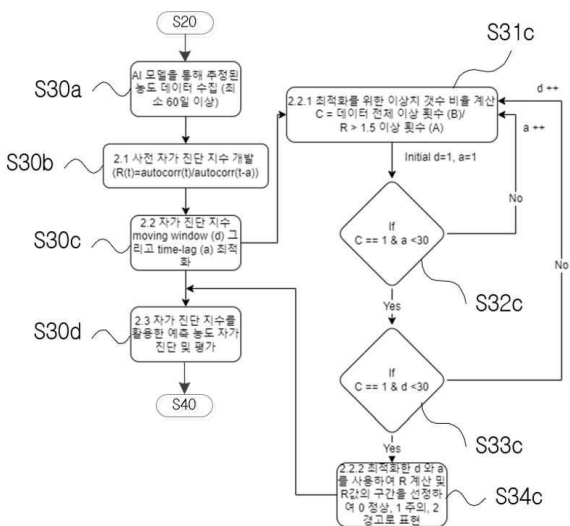 S20
S30a
AI 모델을 통해 추정된
농도 데이터 수집 (최
소 60일 이상)
S30b
2.1 사전 자가 진단 지수 개발
(R(t)=autocorr(t)/autocorr(t-a))
S30c
2.2 자가 진단 지수
moving window (d) 그
리고 time-lag (a) 최적
화
S30d
2.3 자가 진단 지수를
활용한 예측 농도 자가
진단 및 평가
S40
S31c
2.2.1 최적화를 위한 이상치 갯수 비율 계산
C = 데이터 전체 이상 횟수 (B)/
R > 1.5 이상 횟수 (A)
d ++
a ++
Initial d=1, a=1
No
If
C == 1 & a <30
S32c
No
Yes
If
C == 1 & d <30
S33c
Yes
2.2.2 최적화한 d 와 a
를 사용하여 R 계산 및
R값의 구간을 선정하
여 0 정상, 1 주의, 2
경고로 표현
S34c